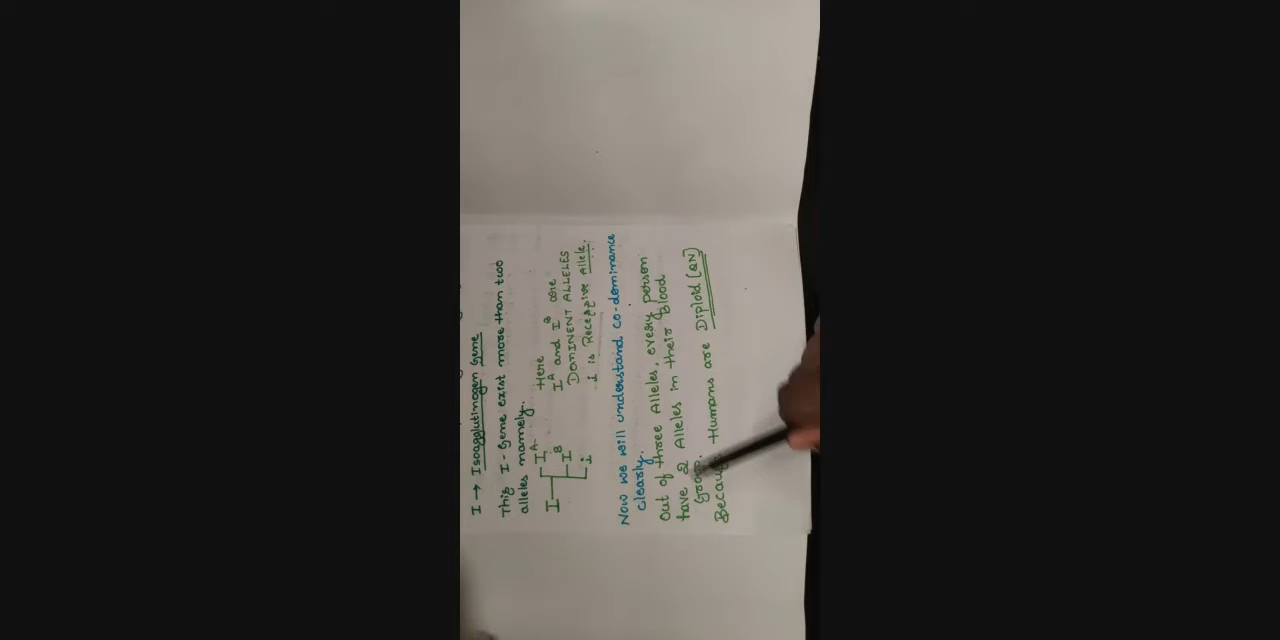 I → Isoagglutinogen Gene
This I - Gene exist more than two
alleles namely.
I IA IB i
Here
IA and IB are
DOMINENT ALLELES
i is Recessive Allele.
Now we will understand co-dominance
clearly.
Out of three Alleles, every person
have 2 Alleles in their Blood
Group.
Because Humans are Diploid (2N)